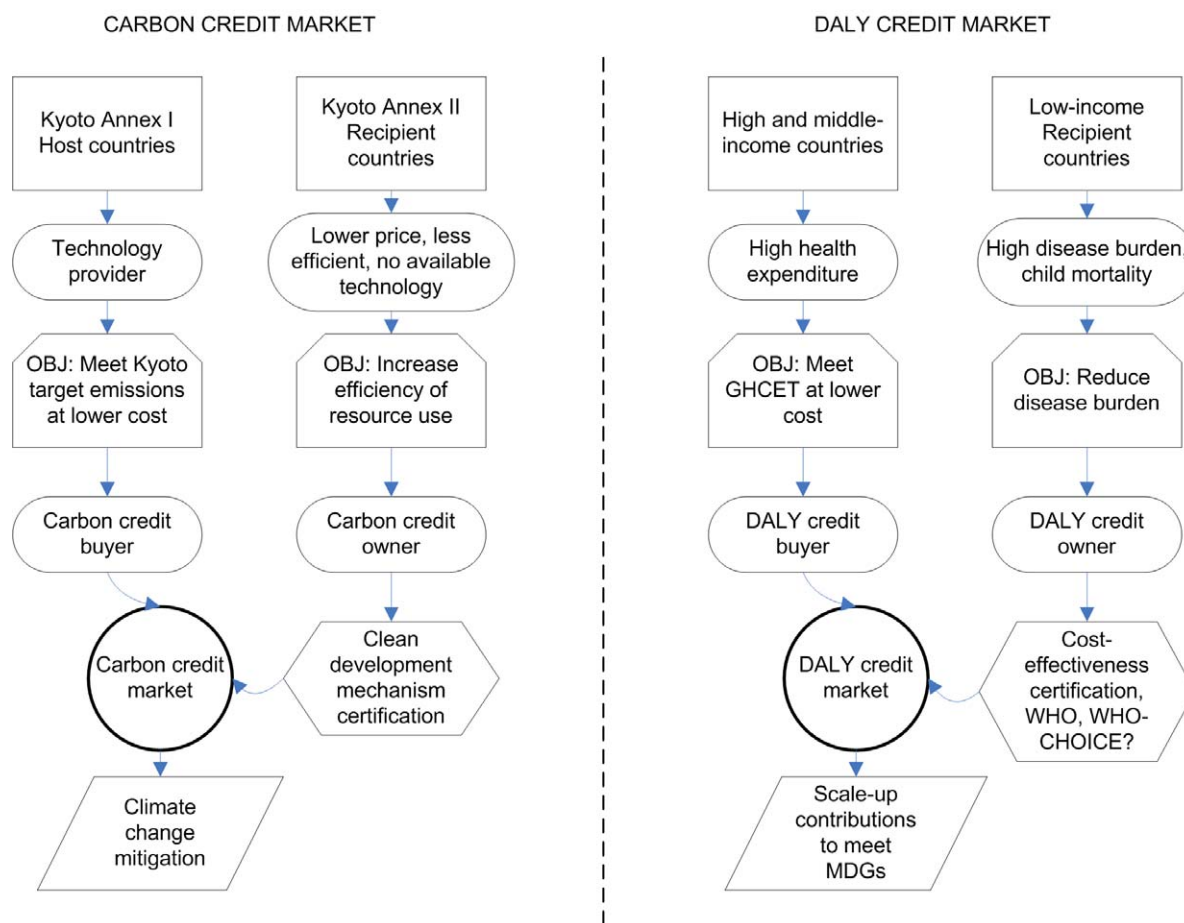 CARBON CREDIT MARKET
Kyoto Annex I
Host countries
Kyoto Annex II
Recipient
countries
Technology
provider
Lower price, less
efficient, no available
technology
OBJ: Meet Kyoto
target emissions
at lower cost
OBJ: Increase
efficiency of
resource use
Carbon credit
buyer
Carbon credit
owner
Carbon credit
market
Clean
development
mechanism
certification
Climate
change
mitigation
DALY CREDIT MARKET
High and middle-
income countries
Low-income
Recipient
countries
High health
expenditure
High disease burden,
child mortality
OBJ: Meet
GHCET at lower
cost
OBJ: Reduce
disease burden
DALY credit
buyer
DALY credit
owner
DALY credit
market
Cost-
effectiveness
certification,
WHO, WHO-
CHOICE?
Scale-up
contributions
to meet
MDGs